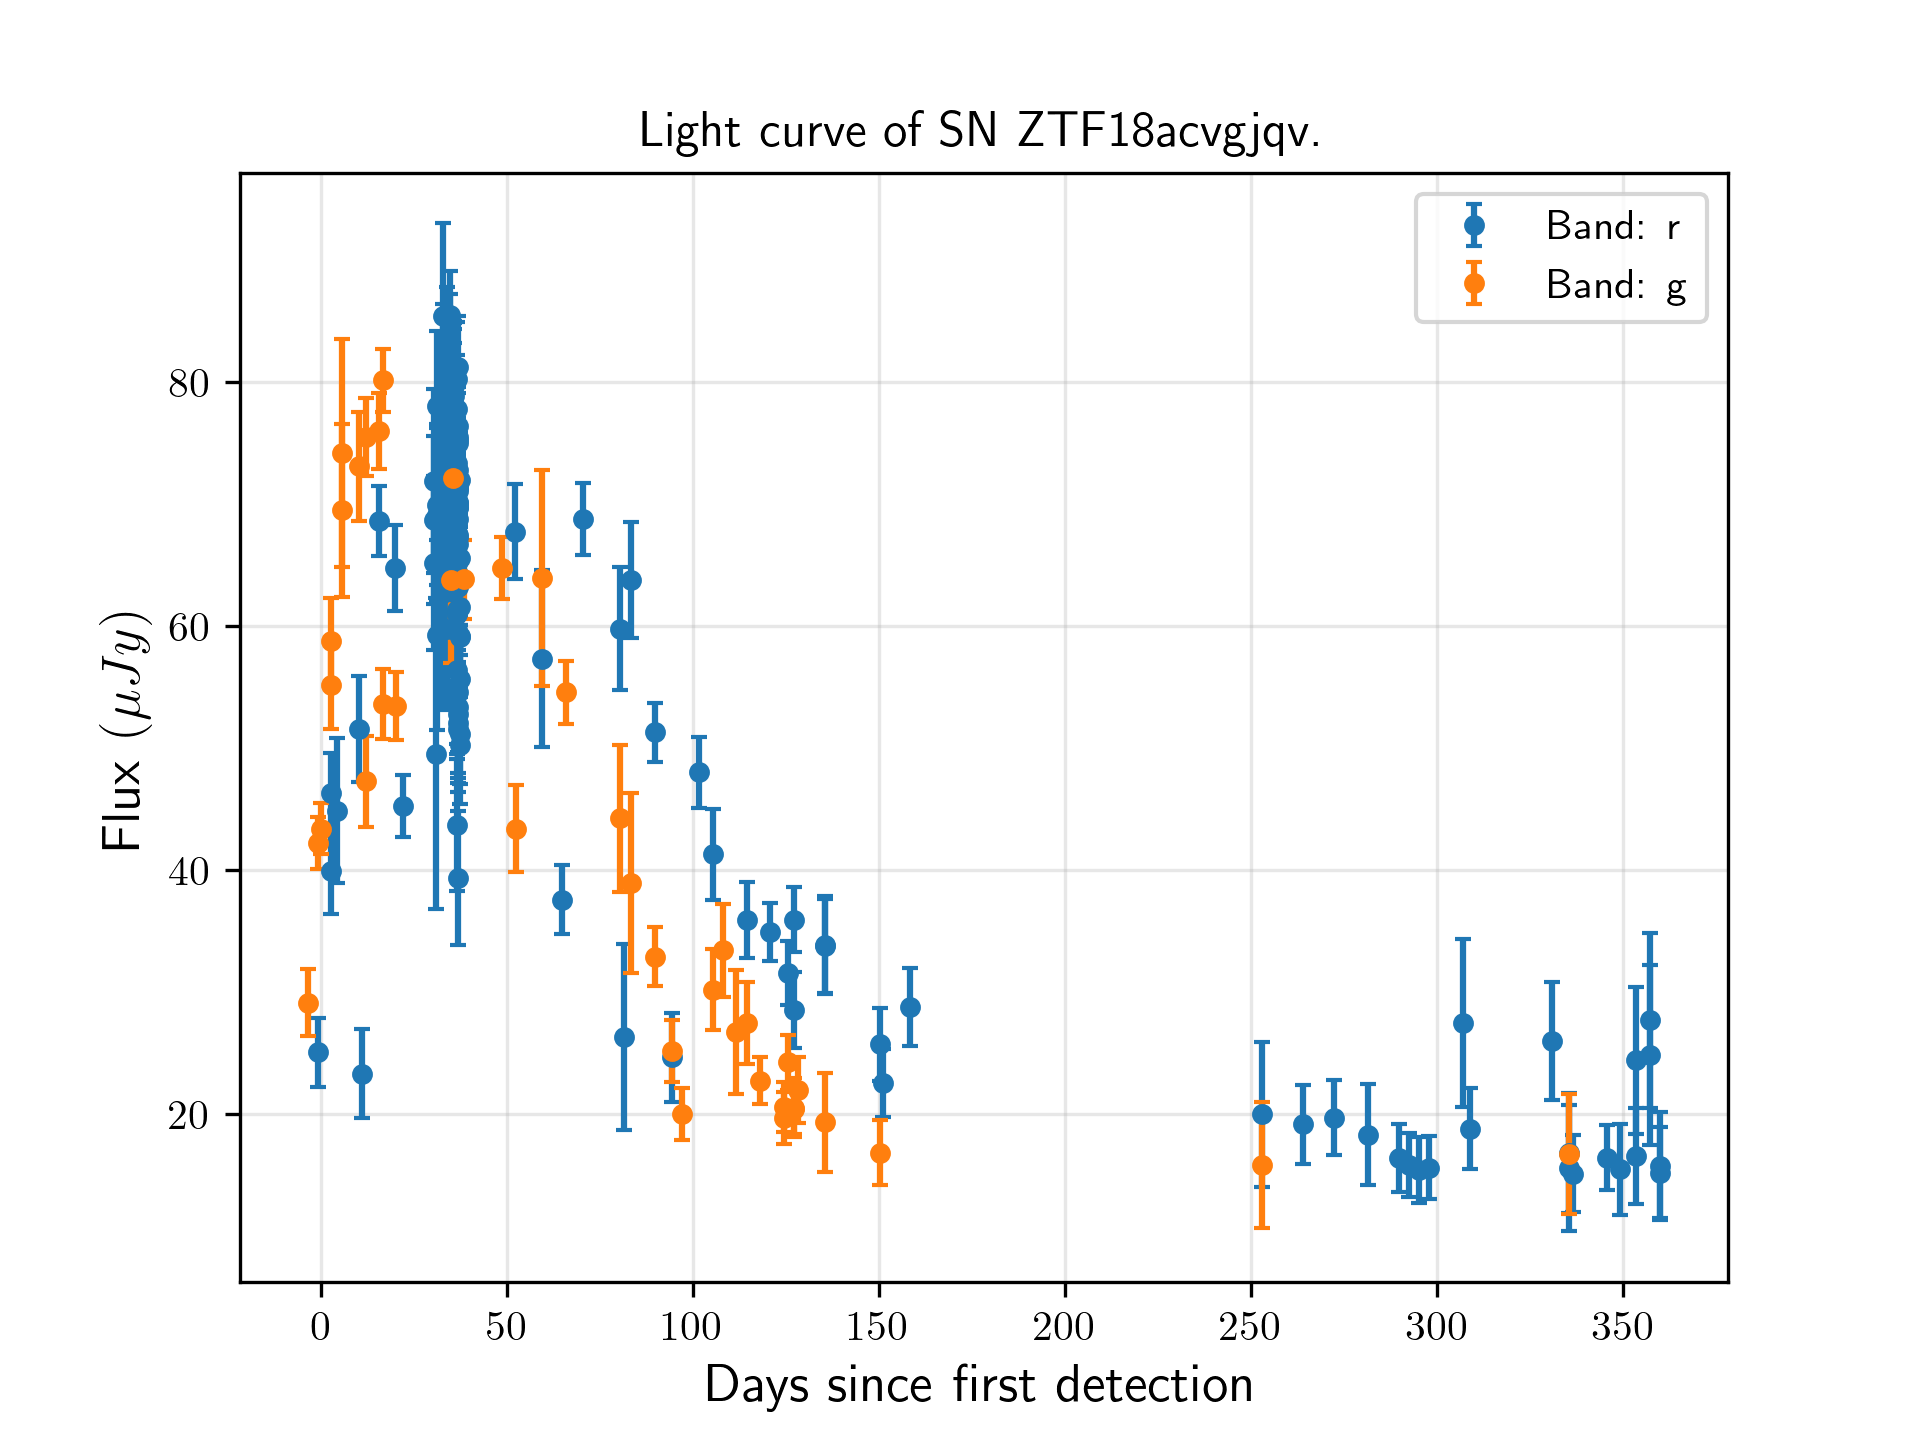 Light curve of SN ZTF18acvgjqv.
Band: r
Band: g
Flux (μJy)
80
60
40
20
0 50 100 150 200 250 300 350
Days since first detection